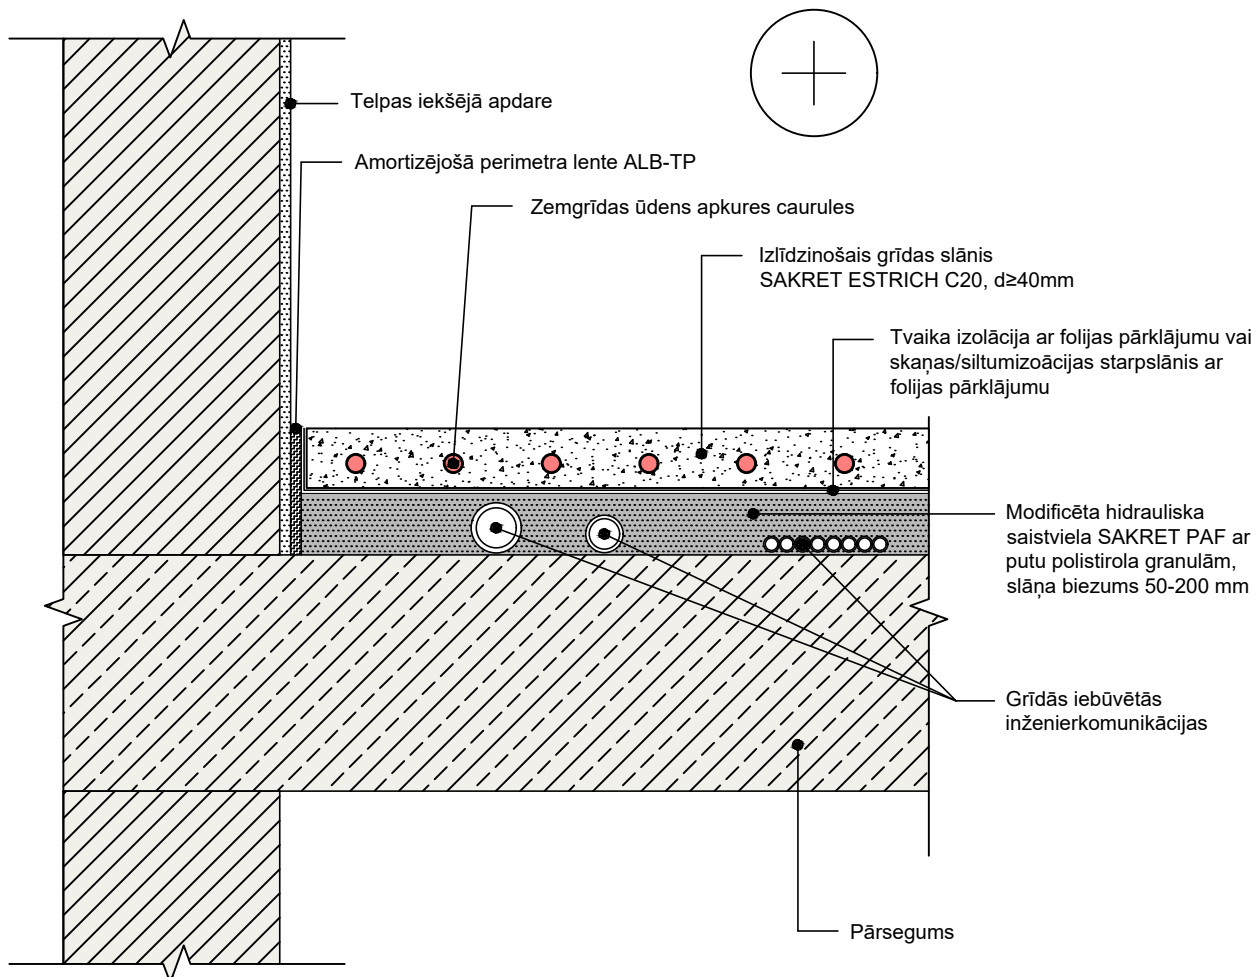 Telpas iekšējā apdare
Amortizējošā perimetra lente ALB-TP
Zemgrīdas ūdens apkures caurules
Izlīdzinošais grīdas slānis
SAKRET ESTRICH C20, d≥40mm
Tvaika izolācija ar folijas pārklājumu vai
skaņas/siltumizoācijas starpslānis ar
folijas pārklājumu
Modificēta hidrauliska
saistviela SAKRET PAF ar
putu polistirola granulām,
slāņa biezums 50-200 mm
Grīdās iebūvētās
inženierkomunikācijas
Pārsegums